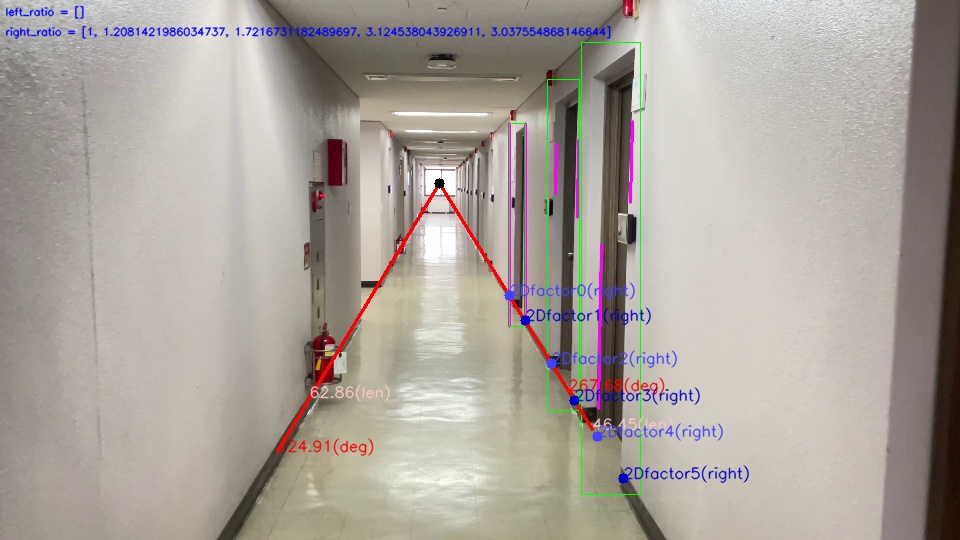 left_ratio = []
right_ratio = [1, 1.2081421986034737, 1.7216731182489697, 3.124538043926911, 3.037554868146644]
2Dfactor0(right)
2Dfactor1(right)
2Dfactor2(right)
267.68(deg)
62.86(len)
2Dfactor3(right)
46.45(len)
2Dfactor4(right)
24.91(deg)
2Dfactor5(right)